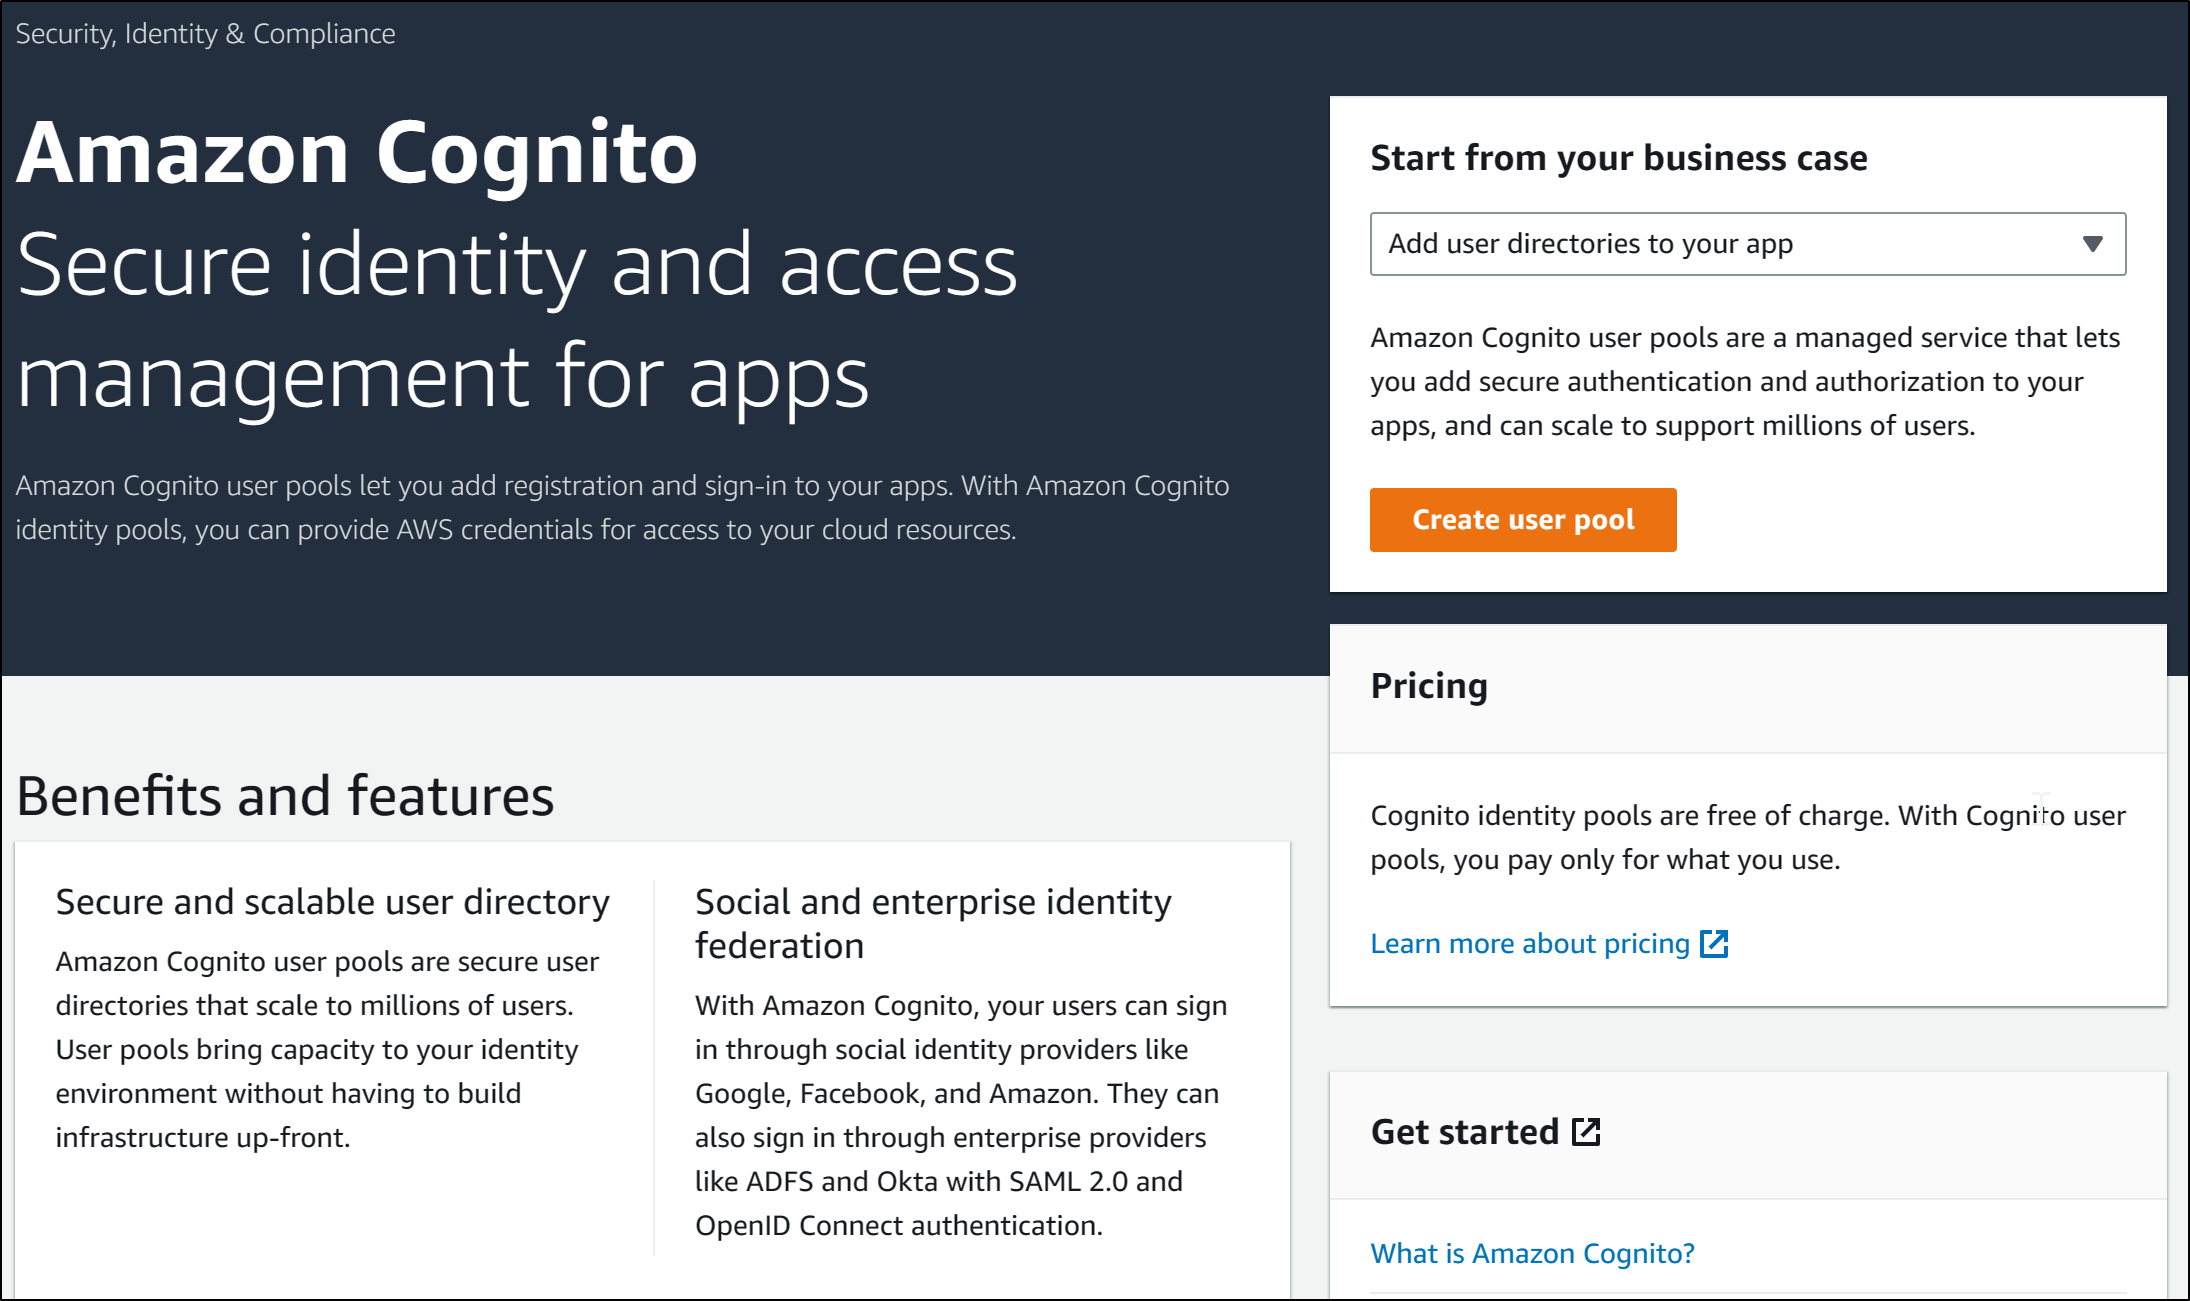 Security, Identity & Compliance
Amazon Cognito
Secure identity and access
management for apps
Amazon Cognito user pools let you add registration and sign-in to your apps. With Amazon Cognito
identity pools, you can provide AWS credentials for access to your cloud resources.
Start from your business case
Add user directories to your app
Amazon Cognito user pools are a managed service that lets
you add secure authentication and authorization to your
apps, and can scale to support millions of users.
Create user pool
Pricing
Cognito identity pools are free of charge. With Cognito user
pools, you pay only for what you use.
Learn more about pricing
Get started
What is Amazon Cognito?
Benefits and features
Secure and scalable user directory
Amazon Cognito user pools are secure user
directories that scale to millions of users.
User pools bring capacity to your identity
environment without having to build
infrastructure up-front.
Social and enterprise identity
federation
With Amazon Cognito, your users can sign
in through social identity providers like
Google, Facebook, and Amazon. They can
also sign in through enterprise providers
like ADFS and Okta with SAML 2.0 and
OpenID Connect authentication.